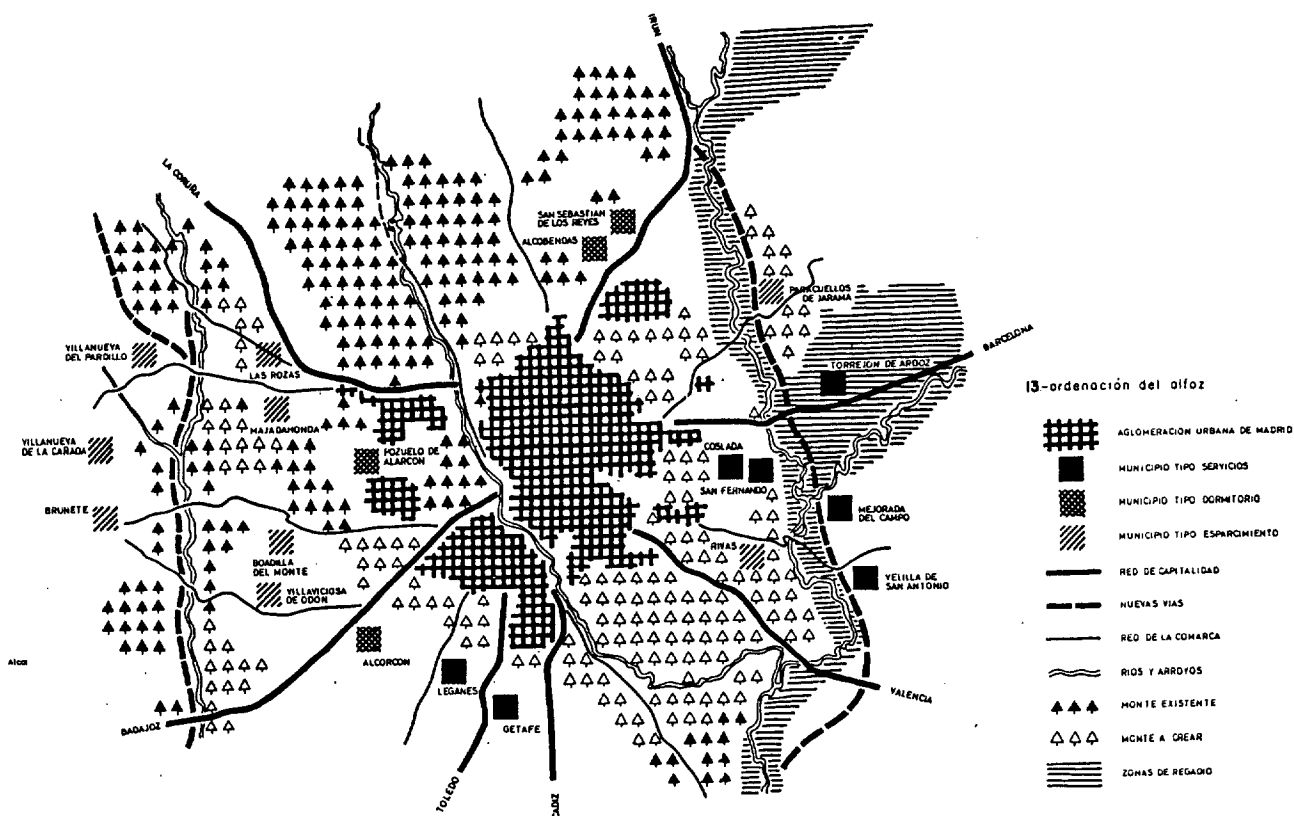 IRUN
LA CORUÑA
SAN SEBASTIAN
DE LOS REYES
ALCOBENDAS
PARACUELLOS
DE JARAMA
VILLANUEVA
DEL PARDILLO
LAS ROZAS
TORREJON DE ARDOZ
BARCELONA
MAJADAHONDA
VILLANUEVA
DE LA CAÑADA
POZUELO DE
ALARCON
COSLADA
SAN FERNANDO
MEJORADA
DEL CAMPO
BRUNETE
BOADILLA
DEL MONTE
RIVAS
VELILLA DE
SAN ANTONIO
VILLAVICIOSA
DE ODON
ALCORCON
LEGANES
GETAFE
VALENCIA
BADAJOZ
TOLEDO
CADIZ
Alcor
13-ordenación del alfoz
AGLOMERACION URBANA DE MADRID
MUNICIPIO TIPO SERVICIOS
MUNICIPIO TIPO DORMITORIO
MUNICIPIO TIPO ESPARCIMIENTO
RED DE CAPITALIDAD
NUEVAS VIAS
RED DE LA COMARCA
RIOS Y ARROYOS
MONTE EXISTENTE
MONTE A CREAR
ZONAS DE REGADIO